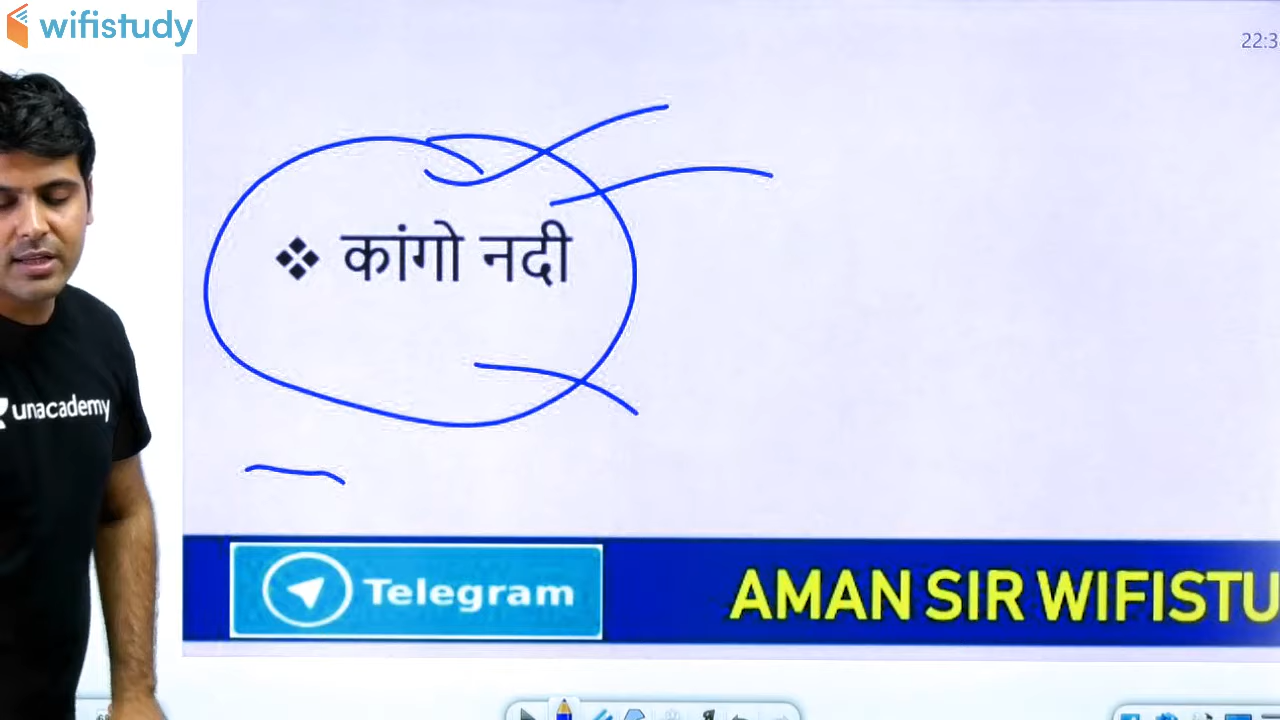 wifistudy
22:3
❖ कांगो नदी
unacademy
Telegram
AMAN SIR WIFISTU